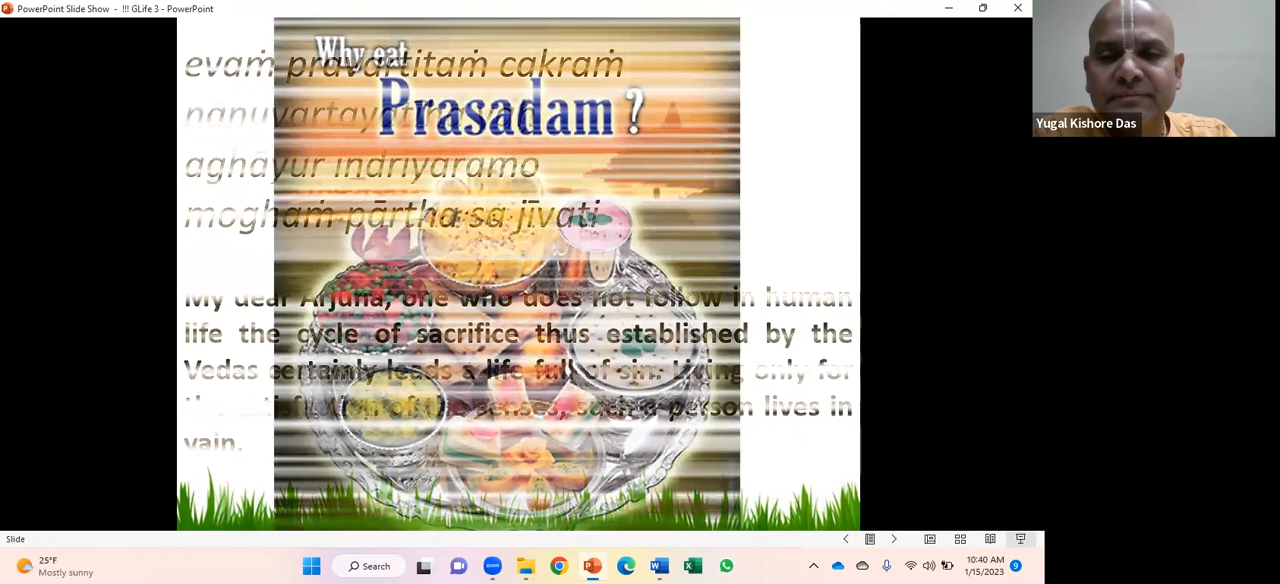 PowerPoint Slide Show - !!! GLife 3 - PowerPoint
Why eat
Prasadam ?
evaṁ pravartitaṁ cakraṁ
aghāyur indriyārāmo
moghaṁ pārtha sa jīvati
My dear Arjuna, one who does not follow in human
life the cycle of sacrifice thus established by the
Vedas certainly leads a life full of sin. Living only for
of the senses, such a person lives in
vain.
Yugal Kishore Das
Slide
25°F
Mostly sunny
Search
10:40 AM
1/15/2023
9